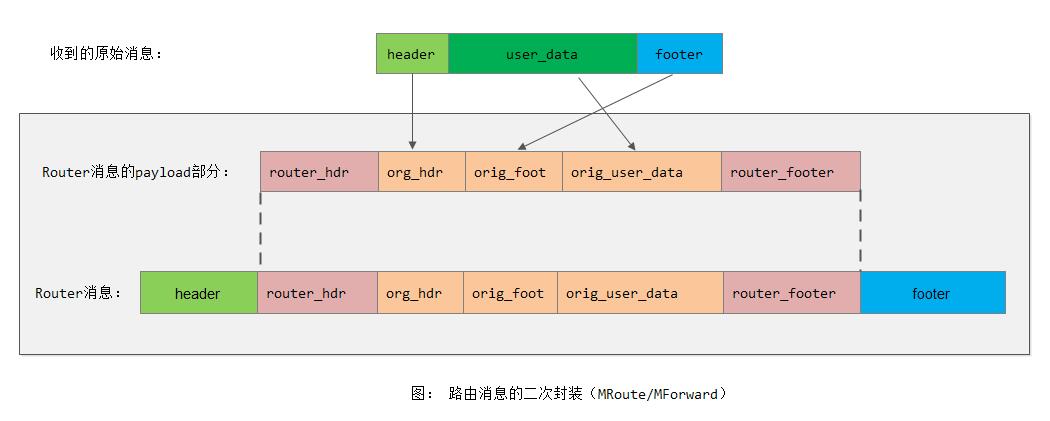 收到的原始消息： header user_data footer
Router消息的payload部分： router_hdr org_hdr orig_foot orig_user_data router_footer
Router消息： header router_hdr org_hdr orig_foot orig_user_data router_footer footer
图： 路由消息的二次封装（MRoute/MForward）